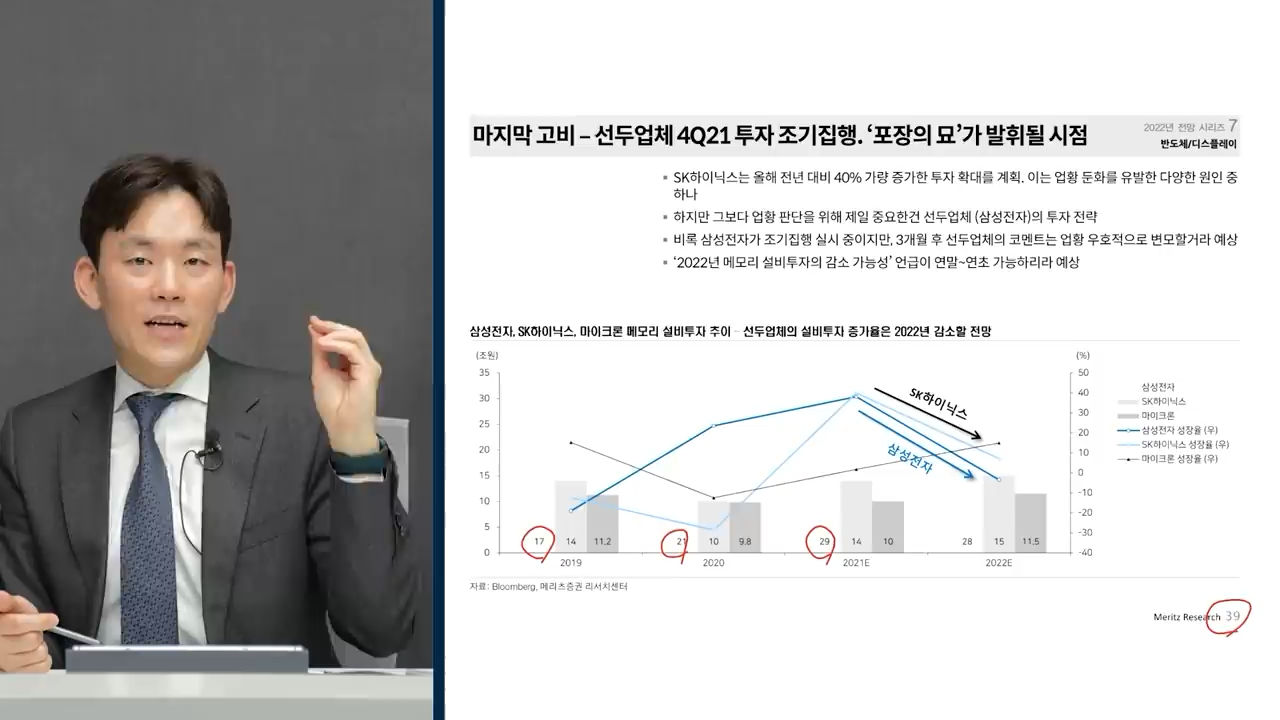 마지막 고비 – 선두업체 4Q21 투자 조기집행. ‘포장의 묘’가 발휘될 시점
2022년 전망 시리즈 7
반도체/디스플레이
▪ SK하이닉스는 올해 전년 대비 40% 가량 증가한 투자 확대를 계획. 이는 업황 둔화를 유발한 다양한 원인 중
하나
▪ 하지만 그보다 업황 판단을 위해 제일 중요한건 선두업체 (삼성전자)의 투자 전략
▪ 비록 삼성전자가 조기집행 실시 중이지만, 3개월 후 선두업체의 코멘트는 업황 우호적으로 변모할거라 예상
▪ ‘2022년 메모리 설비투자의 감소 가능성’ 언급이 연말~연초 가능하리라 예상
삼성전자, SK하이닉스, 마이크론 메모리 설비투자 추이 – 선두업체의 설비투자 증가율은 2022년 감소할 전망
(조원)
35
30
25
20
15
10
5
0
SK하이닉스
삼성전자
17 14 11.2
21 10 9.8
29 14 10
28 15 11.5
2019 2020 2021E 2022E
(%)
50
40
30
20
10
0
-10
-20
-30
-40
삼성전자
SK하이닉스
마이크론
삼성전자 성장율 (우)
SK하이닉스 성장율 (우)
마이크론 성장율 (우)
자료: Bloomberg, 메리츠증권 리서치센터
Meritz Research 39